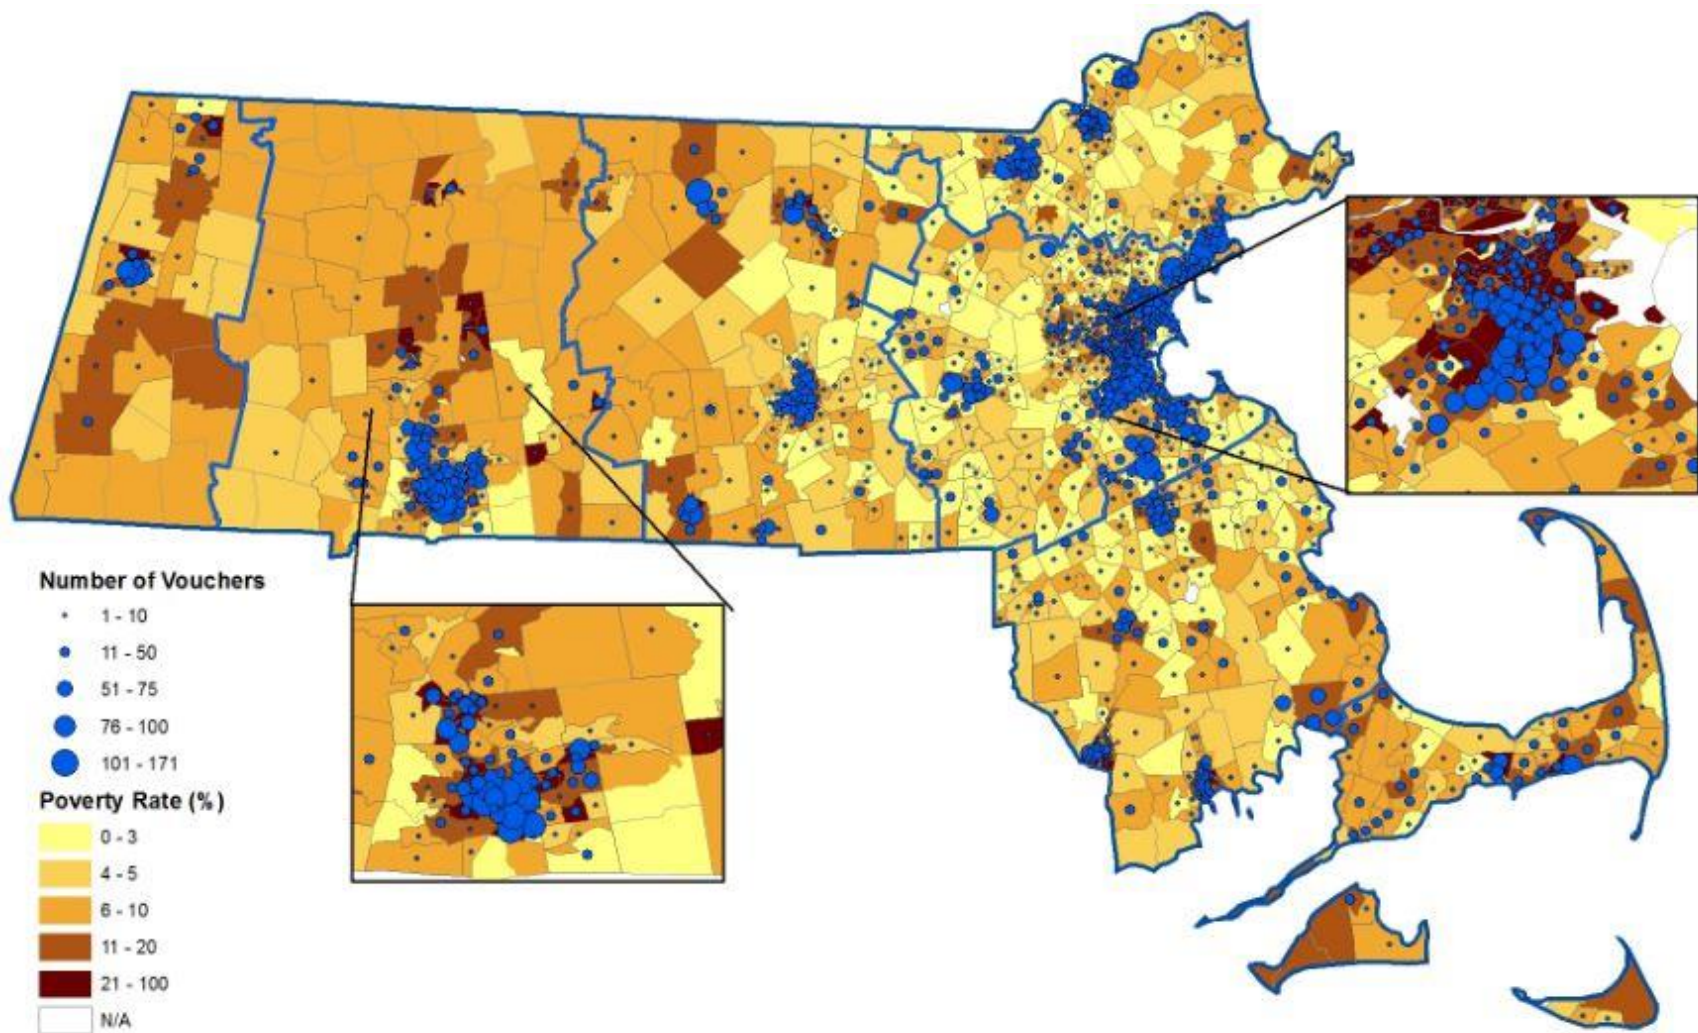 Number of Vouchers
1 - 10
11 - 50
51 - 75
76 - 100
101 - 171
Poverty Rate (%)
0 - 3
4 - 5
6 - 10
11 - 20
21 - 100
N/A